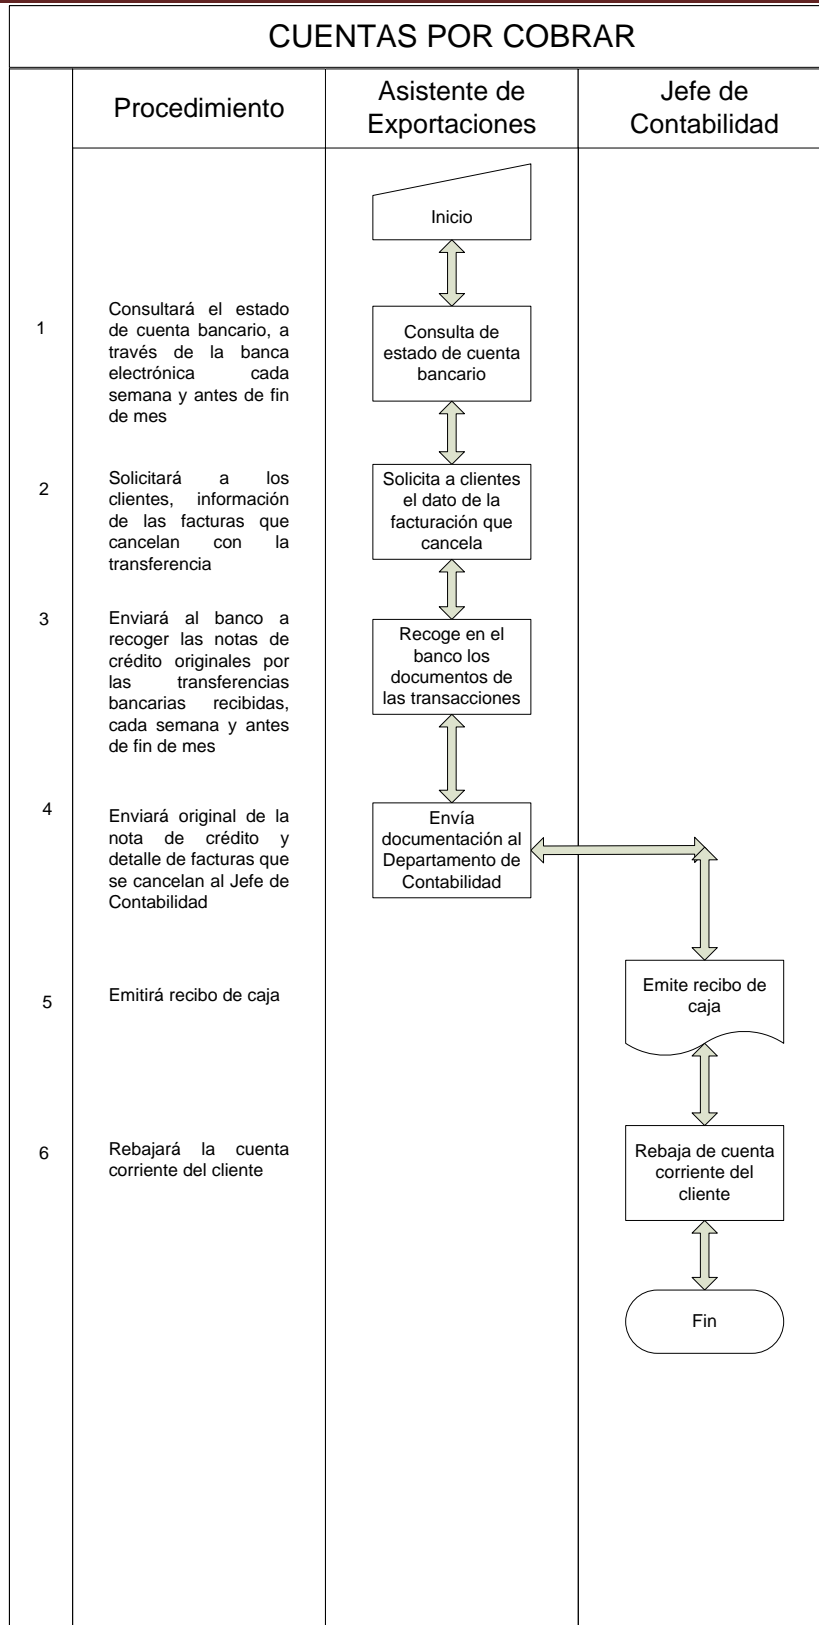 CUENTAS POR COBRAR
Procedimiento
Asistente de
Exportaciones
Jefe de
Contabilidad
Inicio
1
Consultará el estado
de cuenta bancario, a
través de la banca
electrónica cada
semana y antes de fin
de mes
Consulta de
estado de cuenta
bancario
2
Solicitará a los
clientes, información
de las facturas que
cancelan con la
transferencia
Solicita a clientes
el dato de la
facturación que
cancela
3
Enviará al banco a
recoger las notas de
crédito originales por
las transferencias
bancarias recibidas,
cada semana y antes
de fin de mes
Recoge en el
banco los
documentos de
las transacciones
4
Enviará original de la
nota de crédito y
detalle de facturas que
se cancelan al Jefe de
Contabilidad
Envía
documentación al
Departamento de
Contabilidad
5
Emitirá recibo de caja
Emite recibo de
caja
6
Rebajará la cuenta
corriente del cliente
Rebaja de cuenta
corriente del
cliente
Fin